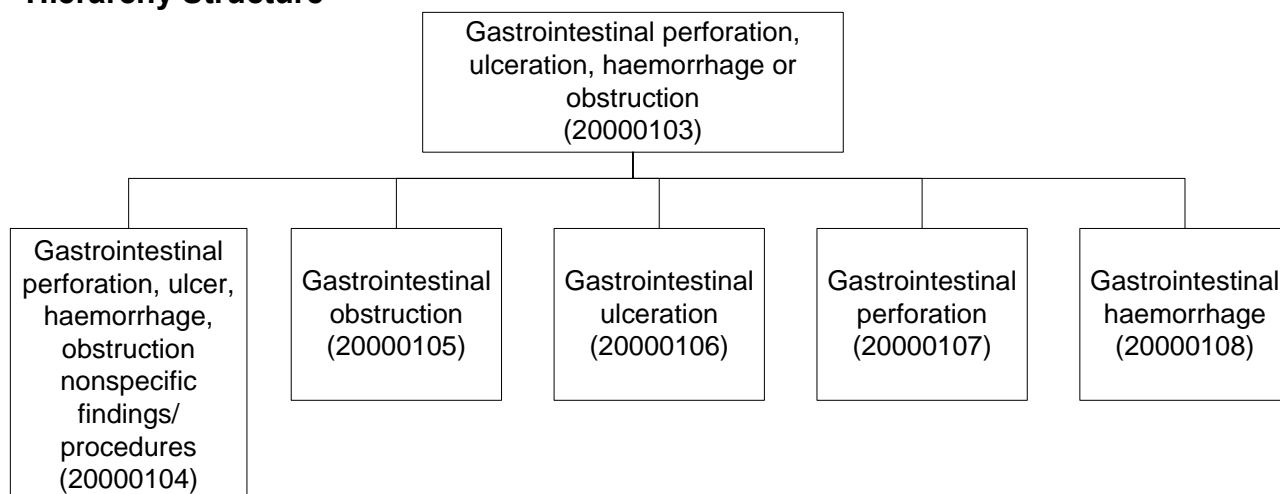 Hierarchy Structure
Gastrointestinal perforation,
ulceration, haemorrhage or
obstruction
(20000103)
Gastrointestinal
perforation, ulcer,
haemorrhage,
obstruction
nonspecific
findings/
procedures
(20000104)
Gastrointestinal
obstruction
(20000105)
Gastrointestinal
ulceration
(20000106)
Gastrointestinal
perforation
(20000107)
Gastrointestinal
haemorrhage
(20000108)